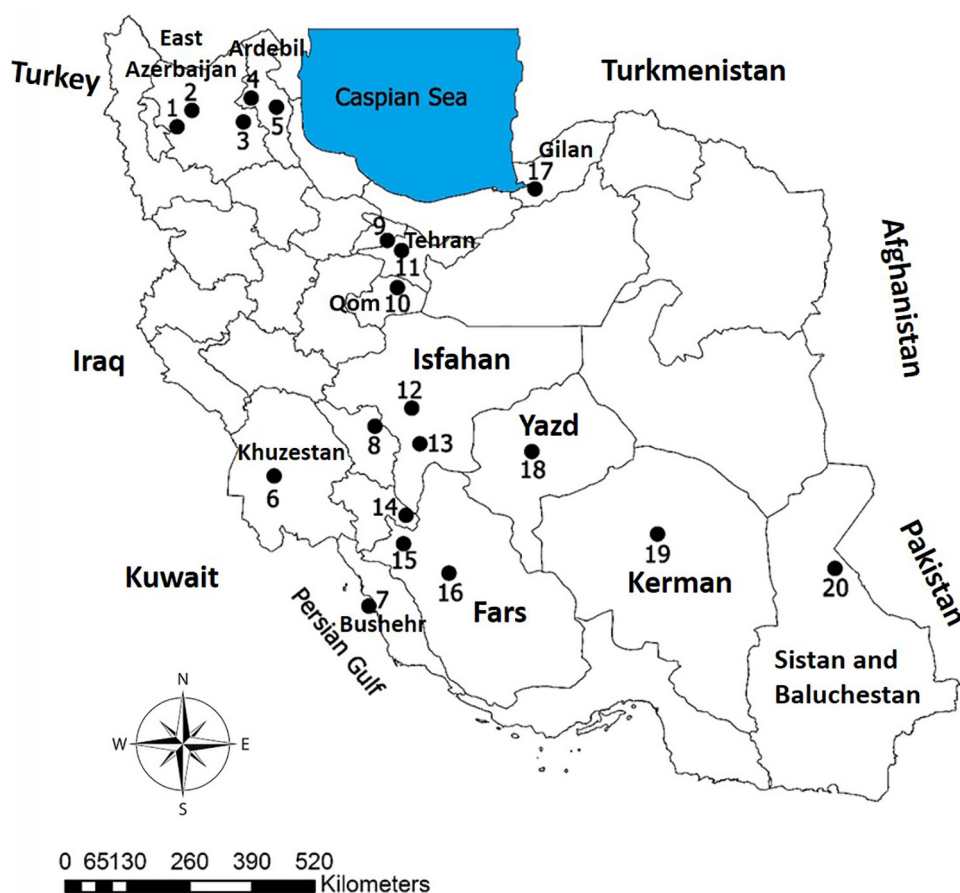 East
Azerbaijan
Ardebil
Turkey
Caspian Sea
Turkmenistan
1
2
3
4
5
Gilan
17
9
Tehran
11
Qom 10
Afghanistan
Iraq
Isfahan
12
8
13
Khuzestan
6
Yazd
18
14
15
16
Fars
19
Kerman
20
Pakistan
Kuwait
7
Bushehr
Persian Gulf
Sistan and
Baluchestan
N
W
E
S
0 65130 260 390 520
Kilometers